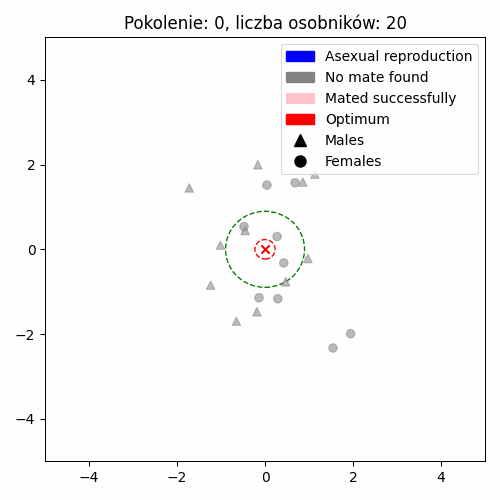 Pokolenie: 0, liczba osobników: 20
Asexual reproduction
No mate found
Mated successfully
Optimum
Males
Females
4
2
0
−2
−4
−4 −2 0 2 4